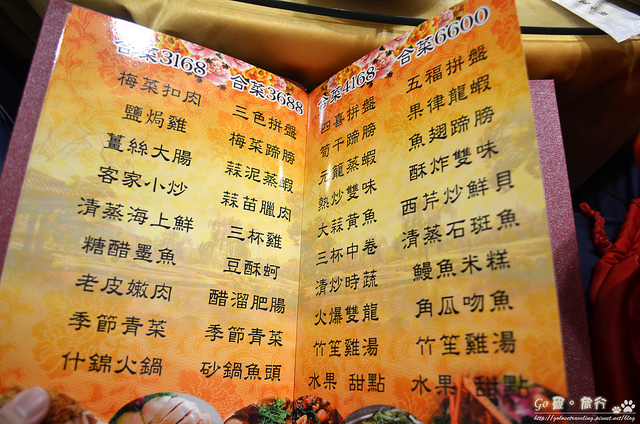 合菜3168
梅菜扣肉
鹽焗雞
薑絲大腸
客家小炒
清蒸海上鮮
糖醋墨魚
老皮嫩肉
季節青菜
什錦火鍋
合菜3688
三色拼盤
梅菜蹄膀
蒜泥蒸蝦
蒜苗臘肉
三杯雞
豆酥蚵
醋溜肥腸
季節青菜
砂鍋魚頭
合菜4168
四喜拼盤
筍干蹄膀
元籠蒸蝦
熱炒雙味
大蒜黃魚
三杯中卷
清炒時蔬
火爆雙龍
竹笙雞湯
水果 甜點
合菜6600
五福拼盤
果律龍蝦
魚翅蹄膀
酥炸雙味
西芹炒鮮貝
清蒸石斑魚
鰻魚米糕
角瓜吻魚
竹笙雞湯
水果 甜點
http://golovetraveling.pixnet.net/blog